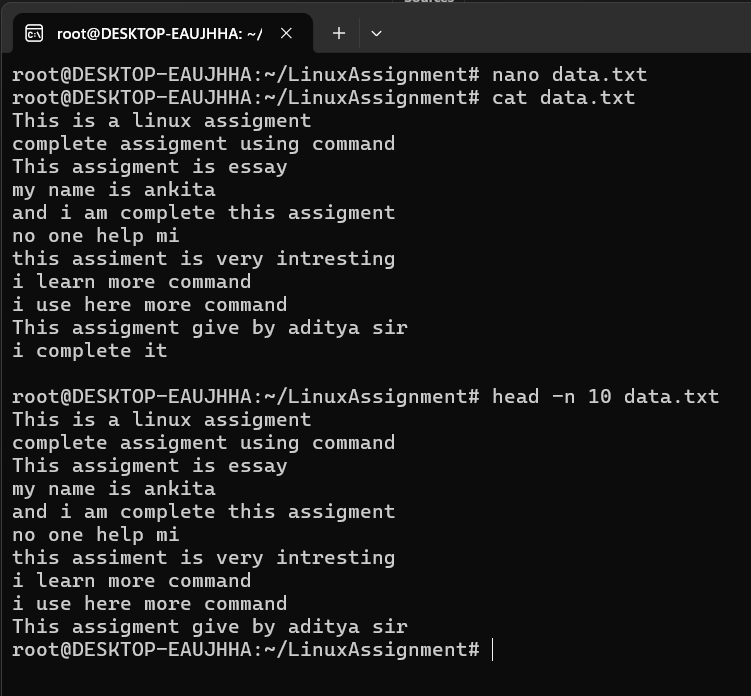 root@DESKTOP-EAUJHHA: ~/
root@DESKTOP-EAUJHHA:~/LinuxAssignment# nano data.txt
root@DESKTOP-EAUJHHA:~/LinuxAssignment# cat data.txt
This is a linux assigment
complete assigment using command
This assigment is essay
my name is ankita
and i am complete this assigment
no one help mi
this assiment is very intresting
i learn more command
i use here more command
This assigment give by aditya sir
i complete it
root@DESKTOP-EAUJHHA:~/LinuxAssignment# head -n 10 data.txt
This is a linux assigment
complete assigment using command
This assigment is essay
my name is ankita
and i am complete this assigment
no one help mi
this assiment is very intresting
i learn more command
i use here more command
This assigment give by aditya sir
root@DESKTOP-EAUJHHA:~/LinuxAssignment#